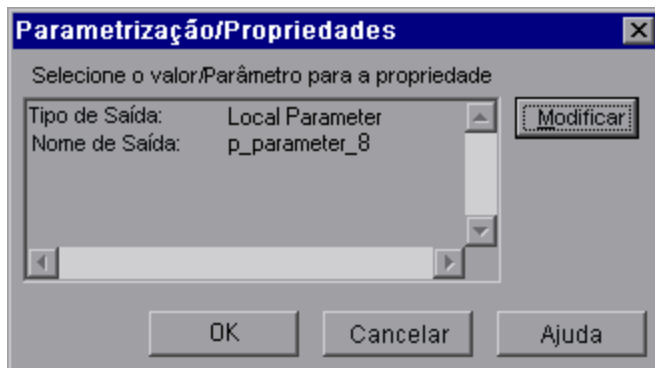 Parametrização/Propriedades
Selecione o valor/Parâmetro para a propriedade
Tipo de Saída: Local Parameter
Modificar
Nome de Saída: p_parameter_8
OK Cancelar Ajuda